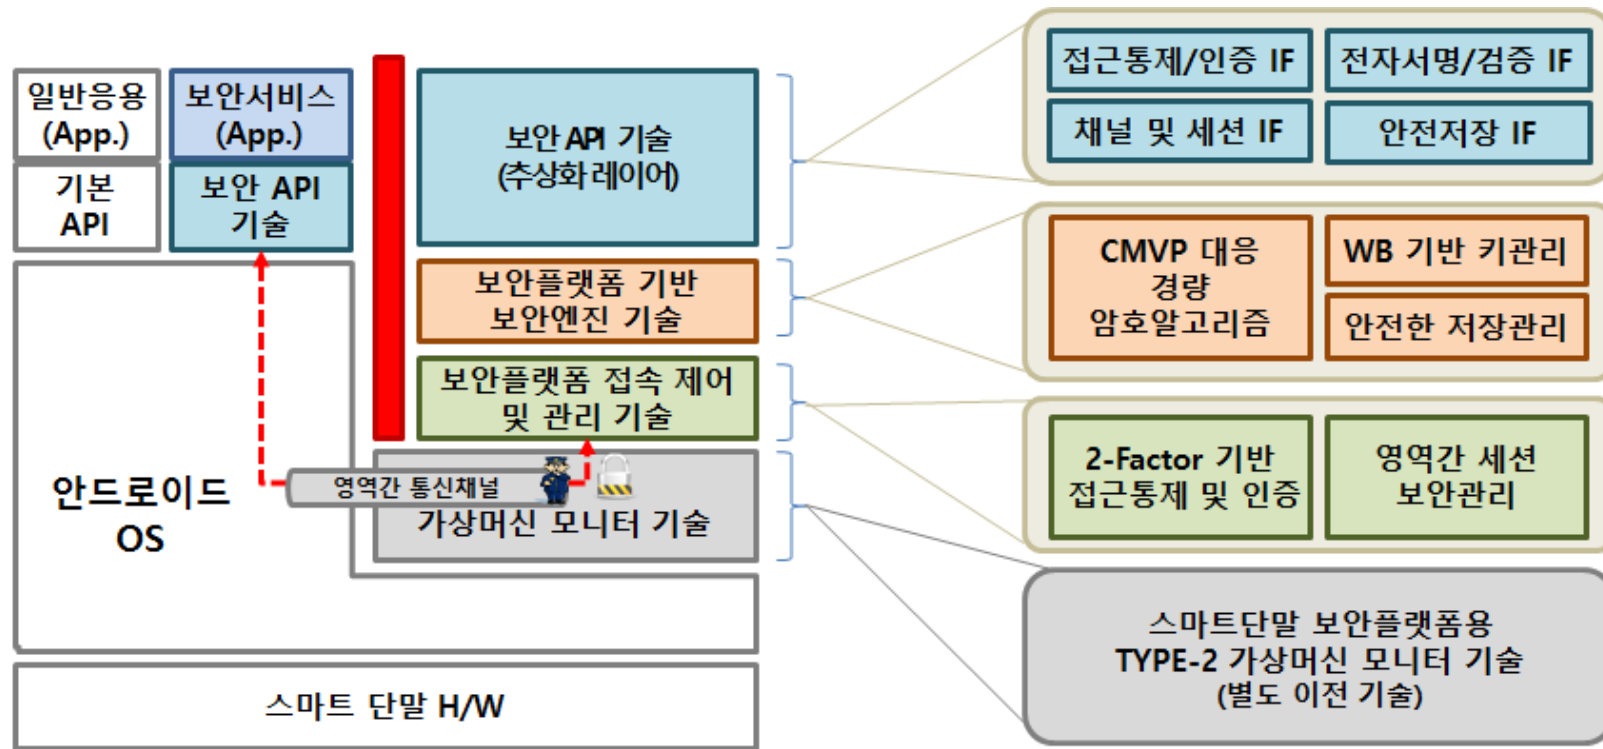 일반응용
(App.)
보안서비스
(App.)
기본
API
보안 API
기술
안드로이드
OS
스마트 단말 H/W
보안 API 기술
(추상화 레이어)
보안플랫폼 기반
보안엔진 기술
보안플랫폼 접속 제어
및 관리 기술
영역간 통신채널
가상머신 모니터 기술
접근통제/인증 IF
전자서명/검증 IF
채널 및 세션 IF
안전저장 IF
CMVP 대응
경량
암호알고리즘
WB 기반 키관리
안전한 저장관리
2-Factor 기반
접근통제 및 인증
영역간 세션
보안관리
스마트단말 보안플랫폼용
TYPE-2 가상머신 모니터 기술
(별도 이전 기술)